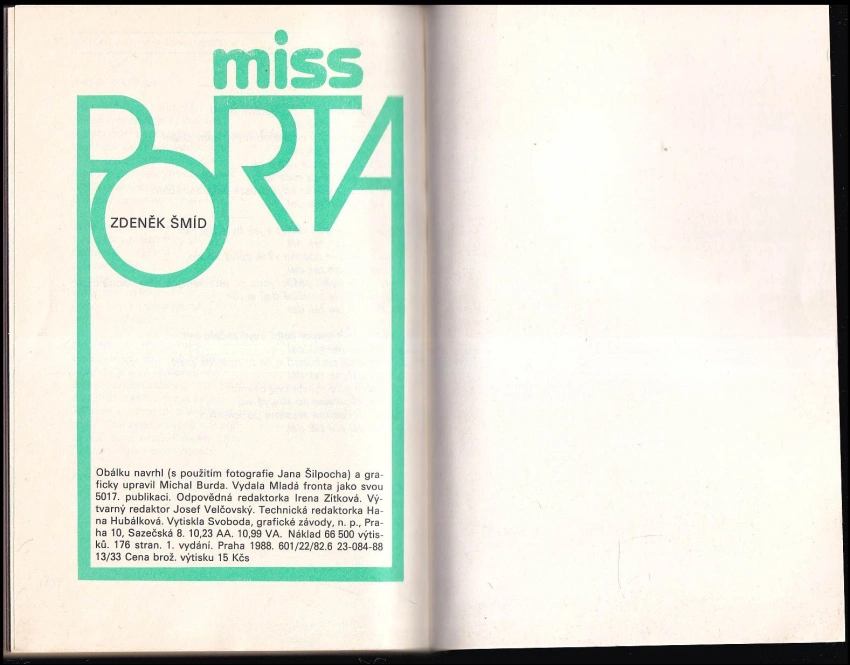 miss
PORTA
ZDENĚK ŠMÍD
Obálku navrhl (s použitím fotografie Jana Šilpocha) a gra-
ficky upravil Michal Burda. Vydala Mladá fronta jako svou
5017. publikaci. Odpovědná redaktorka Irena Zítková. Vý-
tvarný redaktor Josef Velčovský. Technická redaktorka Ha-
na Hubálková. Vytiskla Svoboda, grafické závody, n. p., Pra-
ha 10, Sazečská 8. 10,23 AA. 10,99 VA. Náklad 66 500 výtis-
ků. 176 stran. 1. vydání. Praha 1988. 601/22/82.6 23-084-88
13/33 Cena brož. výtisku 15 Kčs